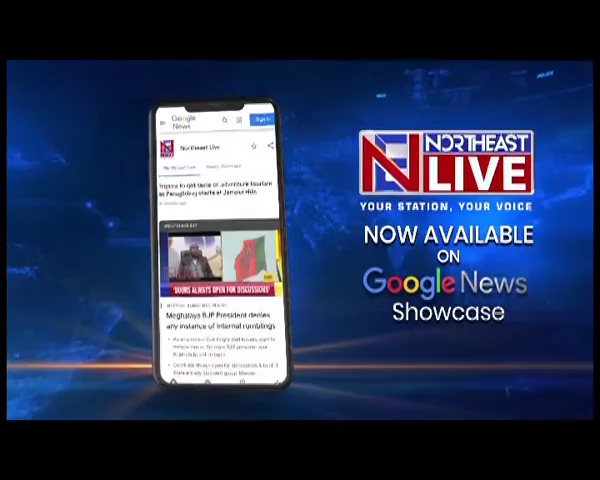 Google
News
Sign in
Northeast Live
Tripura to get taste of adventure tourism
as Paragliding starts at Jampui Hills
"DOORS ALWAYS OPEN FOR DISCUSSIONS"
Meghalaya BJP President denies
any instance of internal rumblings
NORTHEAST
LIVE
YOUR STATION, YOUR VOICE
NOW AVAILABLE
ON
Google News
Showcase